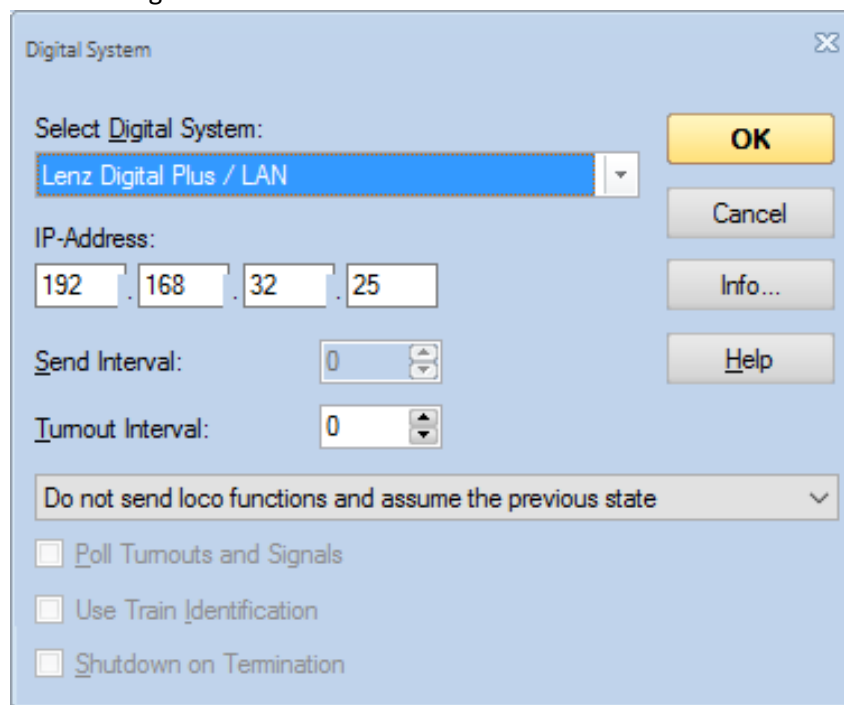 Digital System
Select Digital System:
Lenz Digital Plus / LAN
OK
Cancel
IP-Address:
192 . 168 . 32 . 25
Info...
Send Interval: 0
Help
Turnout Interval: 0
Do not send loco functions and assume the previous state
Poll Turnouts and Signals
Use Train Identification
Shutdown on Termination